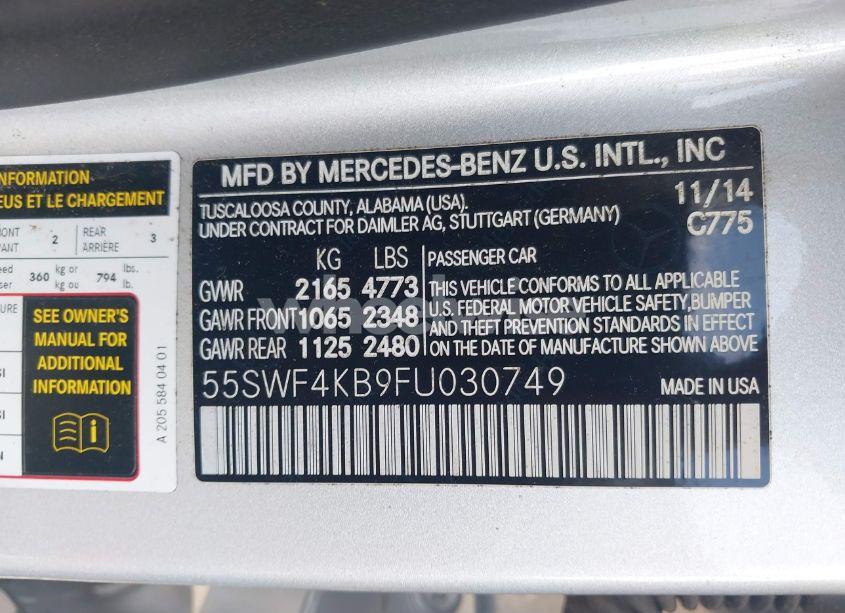 INFORMATION
EUS ET LE CHARGEMENT
2 REAR 3
ARRIÈRE
360 kg or 794 lbs.
kg ou lb.
SEE OWNER'S
MANUAL FOR
ADDITIONAL
INFORMATION
A 205 584 04 01
MFD BY MERCEDES-BENZ U.S. INTL., INC
TUSCALOOSA COUNTY, ALABAMA (USA). 11/14
UNDER CONTRACT FOR DAIMLER AG, STUTTGART (GERMANY) C775
KG LBS PASSENGER CAR
GVWR 2165 4773 THIS VEHICLE CONFORMS TO ALL APPLICABLE
GAWR FRONT 1065 2348 U.S. FEDERAL MOTOR VEHICLE SAFETY, BUMPER
AND THEFT PREVENTION STANDARDS IN EFFECT
GAWR REAR 1125 2480 ON THE DATE OF MANUFACTURE SHOWN ABOVE
55SWF4KB9FU030749 MADE IN USA